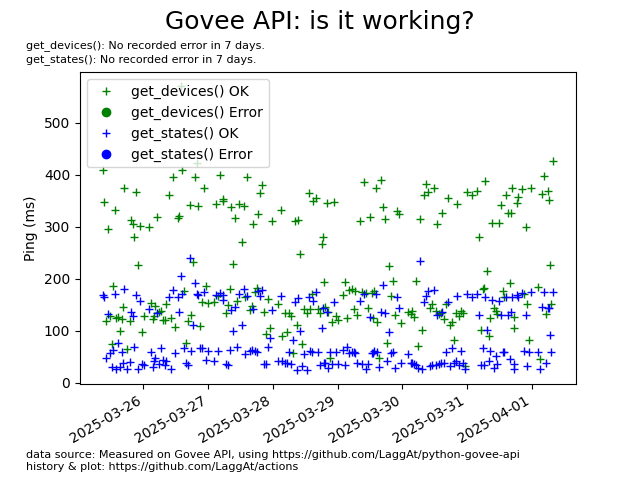 Govee API: is it working?
get_devices(): No recorded error in 7 days.
get_states(): No recorded error in 7 days.
get_devices() OK
get_devices() Error
get_states() OK
get_states() Error
Ping (ms)
500
400
300
200
100
0
2025-03-26
2025-03-27
2025-03-28
2025-03-29
2025-03-30
2025-03-31
2025-04-01
data source: Measured on Govee API, using https://github.com/LaggAt/python-govee-api
history & plot: https://github.com/LaggAt/actions